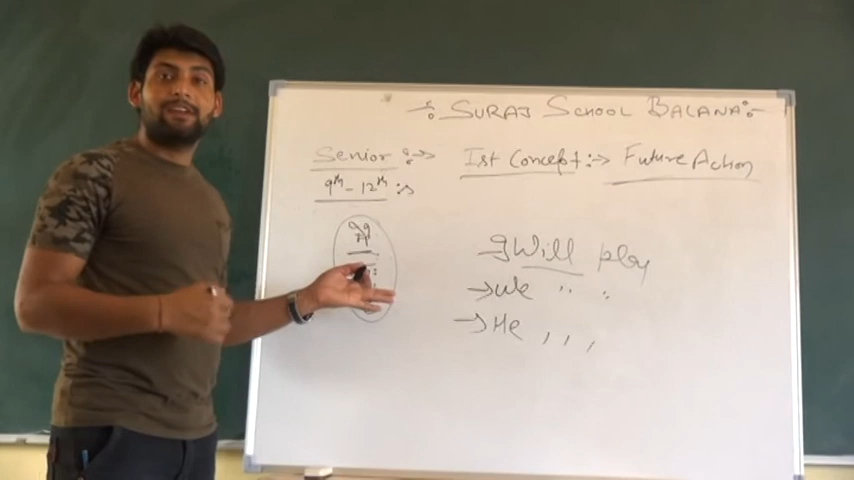 -: SURAJ SCHOOL BALANA:-
Senior :→ Ist Concept :→ Future Action
9th - 12th :→
I Will play
→ We " "
→ He , , ,